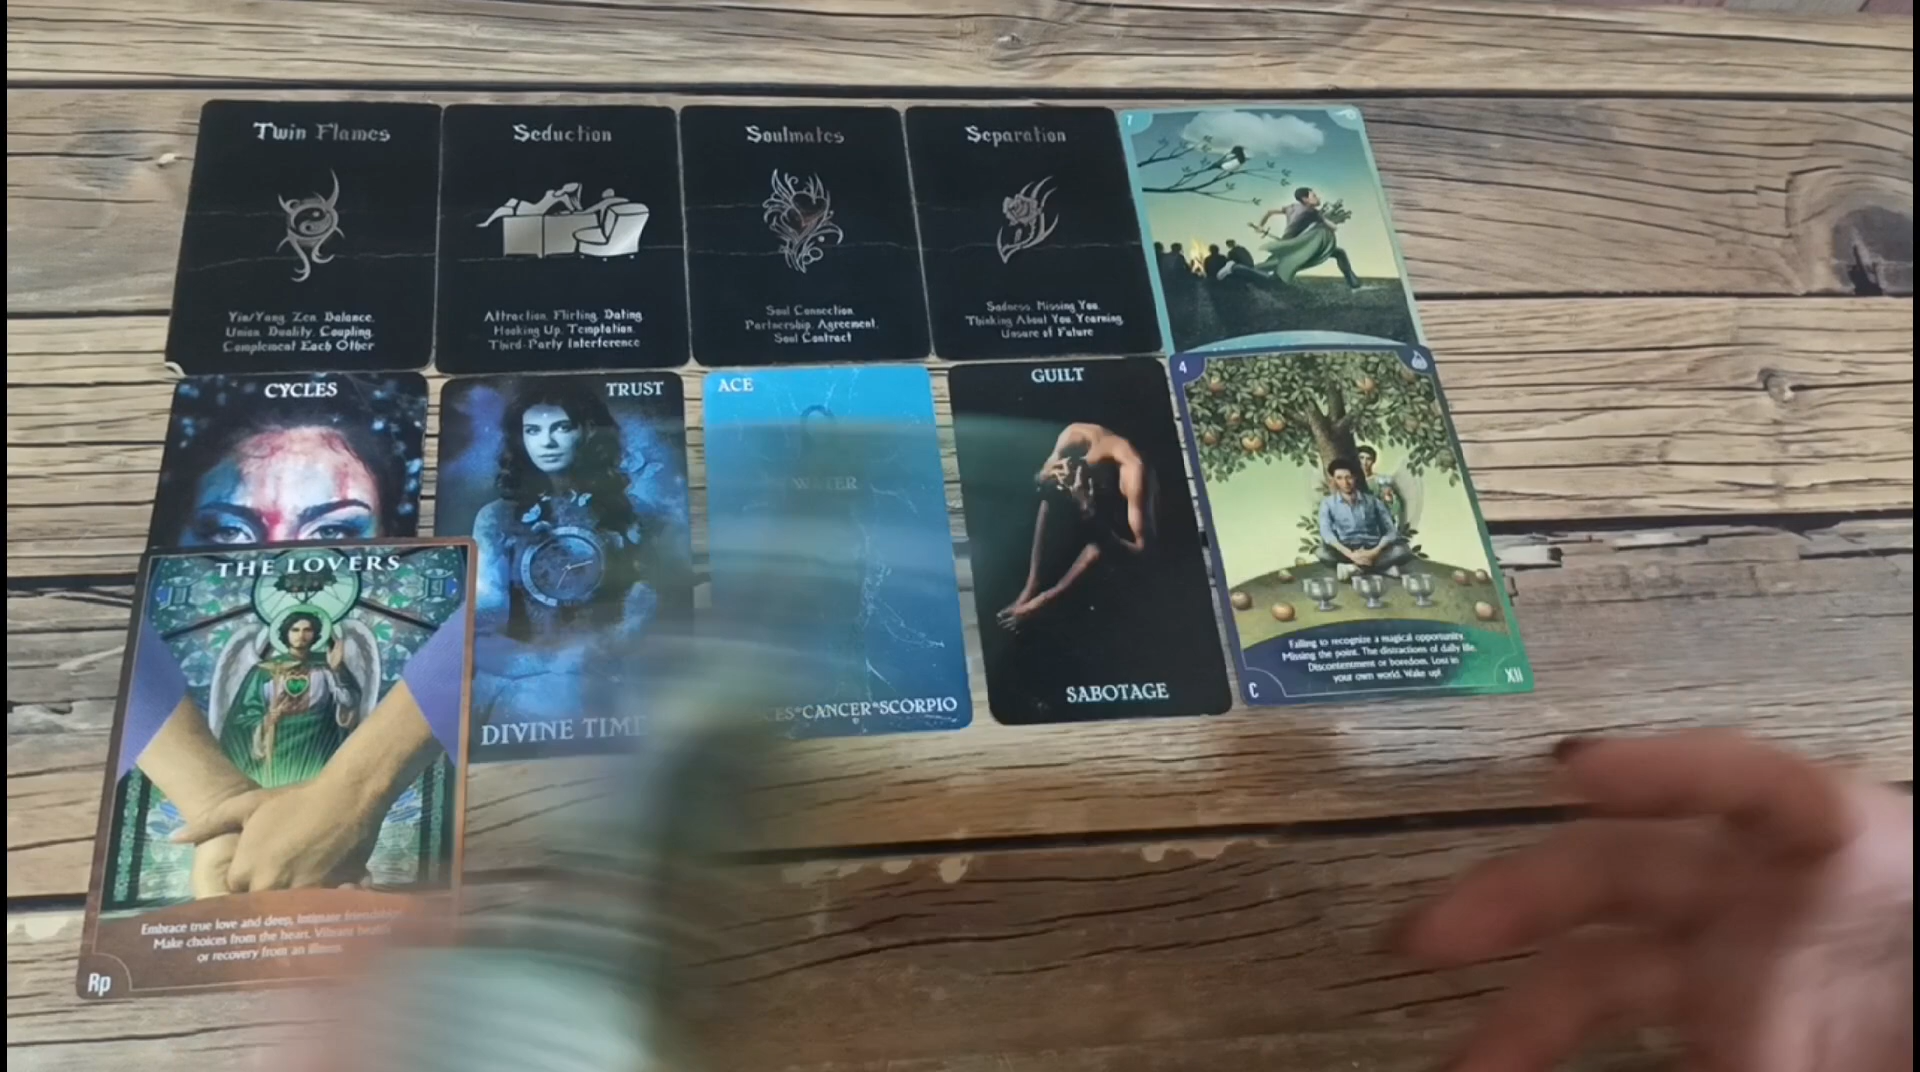 Twin Flames
Yin/Yang, Zen, Balance,
Union, Duality, Coupling,
Complement Each Other
Seduction
Attraction, Flirting, Dating
Hooking Up, Temptation
Third-Party Interference
Soulmates
Soul Connection
Partnership, Agreement,
Soul Contract
Separation
Sadness, Missing You
Thinking About You, Yearning,
Unsure of Future
7
CYCLES
TRUST
DIVINE TIM
ACE
WATER
CES*CANCER*SCORPIO
GUILT
SABOTAGE
4
Failing to recognize a magical opportunity.
Missing the point. The distractions of daily life.
Discontentment or boredom. Lost in
your own world. Wake up!
C
XII
THE LOVERS
Embrace true love and deep, intimate friendship.
Make choices from the heart. Vibrant
or recovery from an illness.
Rp